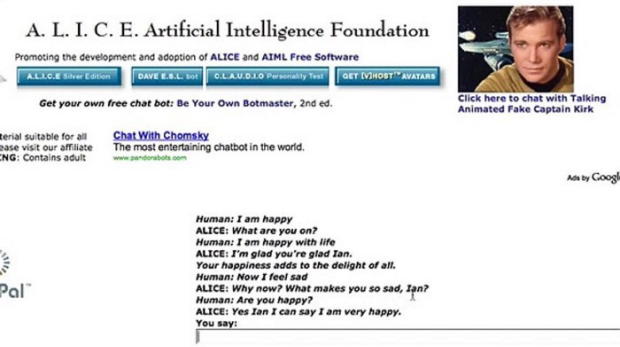 A. L. I. C. E. Artificial Intelligence Foundation
Promoting the development and adoption of ALICE and AIML Free Software
A.L.I.C.E Silver Edition
DAVE E.S.L. bot
C.L.A.U.D.I.O Personality Test
GET [V]HOST™ AVATARS
Get your own free chat bot: Be Your Own Botmaster, 2nd ed.
Click here to chat with Talking
Animated Fake Captain Kirk
terial suitable for all
ease visit our affiliate
NG: Contains adult
Chat With Chomsky
The most entertaining chatbot in the world.
www.pandorabots.com
Ads by Google
Pal™
Human: I am happy
ALICE: What are you on?
Human: I am happy with life
ALICE: I'm glad you're glad Ian.
Your happiness adds to the delight of all.
Human: Now I feel sad
ALICE: Why now? What makes you so sad, Ian?
Human: Are you happy?
ALICE: Yes Ian I can say I am very happy.
You say: